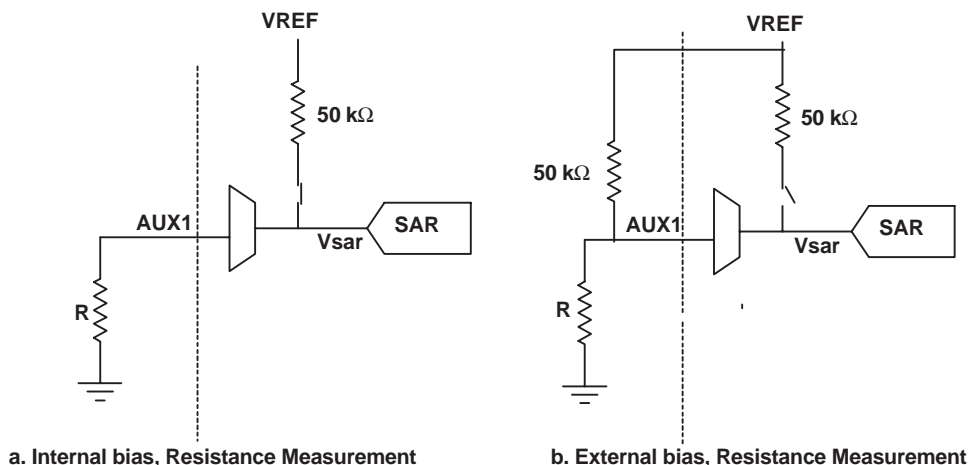 VREF
50 kΩ
AUX1
Vsar
SAR
R
a. Internal bias, Resistance Measurement
VREF
50 kΩ
50 kΩ
AUX1
Vsar
SAR
R
b. External bias, Resistance Measurement